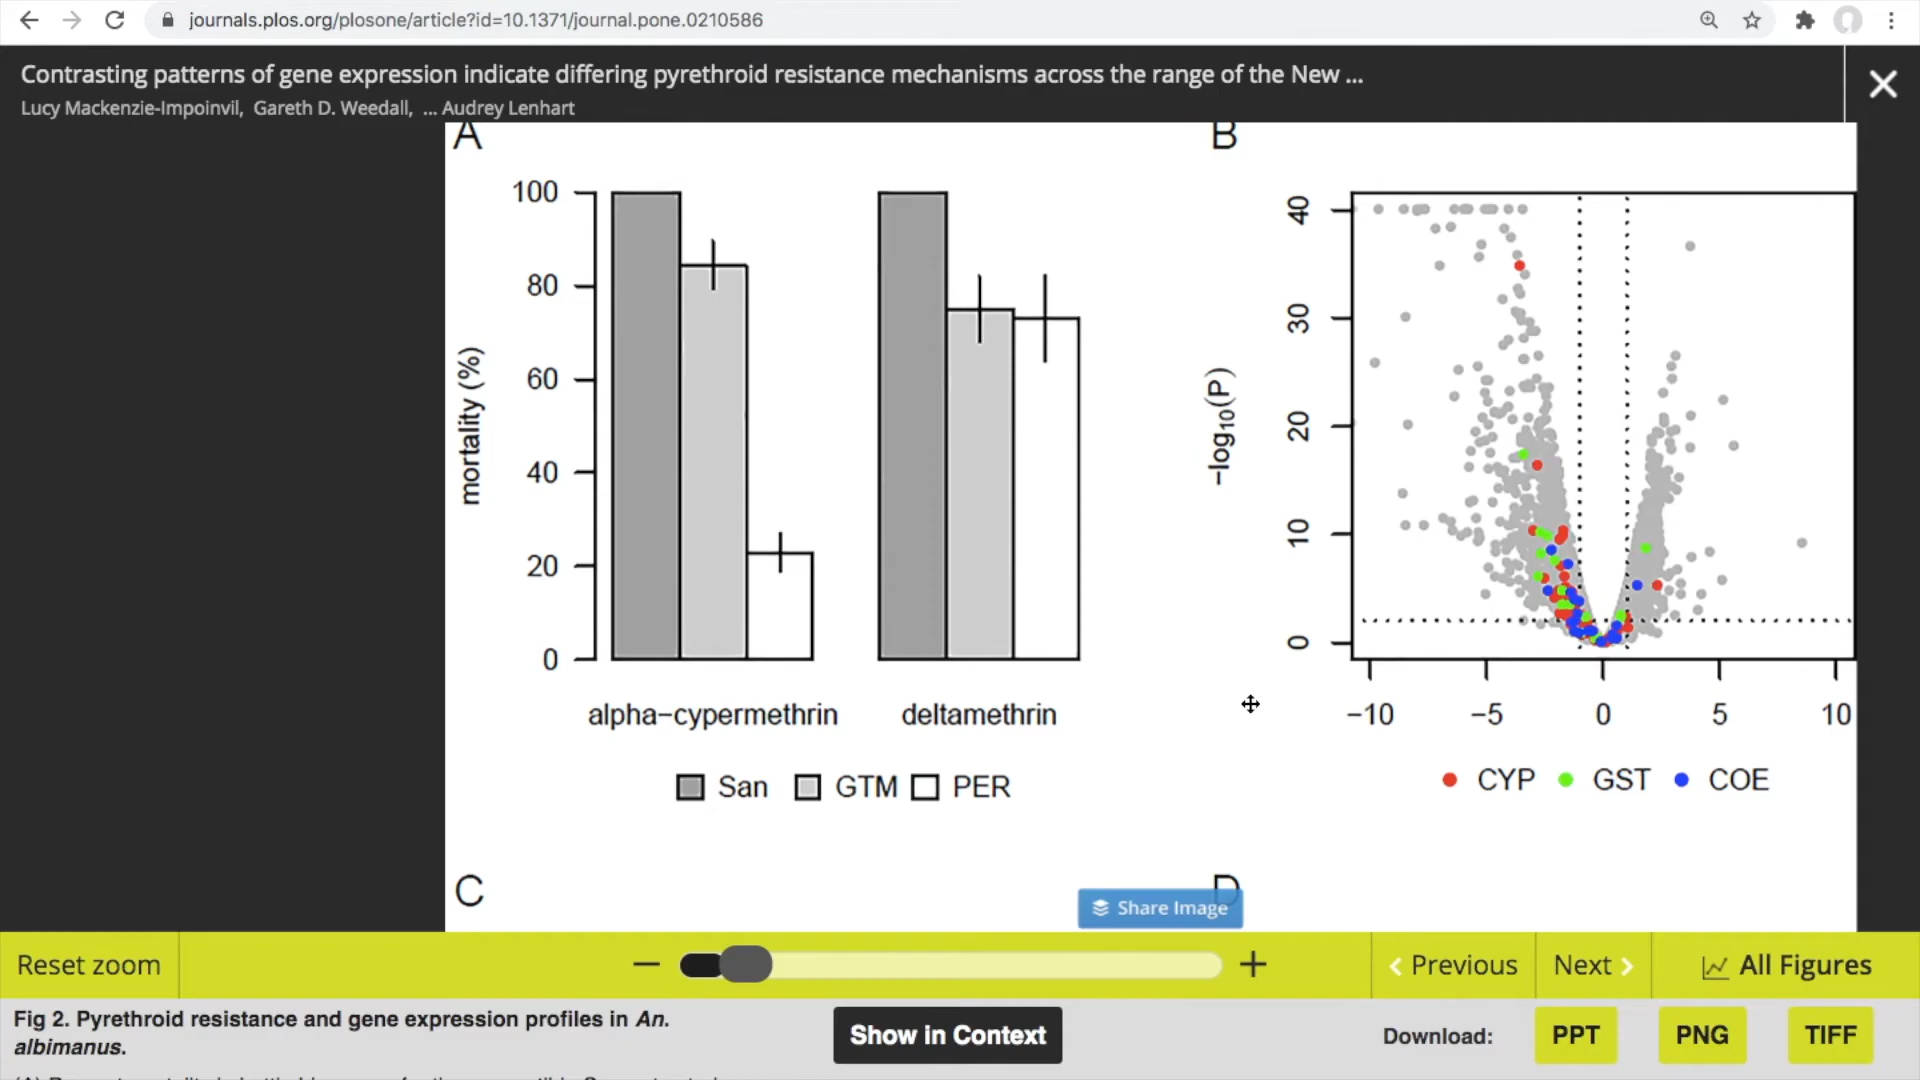 journals.plos.org/plosone/article?id=10.1371/journal.pone.0210586
Contrasting patterns of gene expression indicate differing pyrethroid resistance mechanisms across the range of the New ...
Lucy Mackenzie-Impoinvil, Gareth D. Weedall, ... Audrey Lenhart
A
B
100
80
60
40
20
0
mortality (%)
alpha−cypermethrin
deltamethrin
San
GTM
PER
40
30
20
10
0
−log10(P)
−10
−5
0
5
10
CYP
GST
COE
C
D
Share Image
Reset zoom
Previous
Next
All Figures
Fig 2. Pyrethroid resistance and gene expression profiles in An.
albimanus.
Show in Context
Download:
PPT
PNG
TIFF